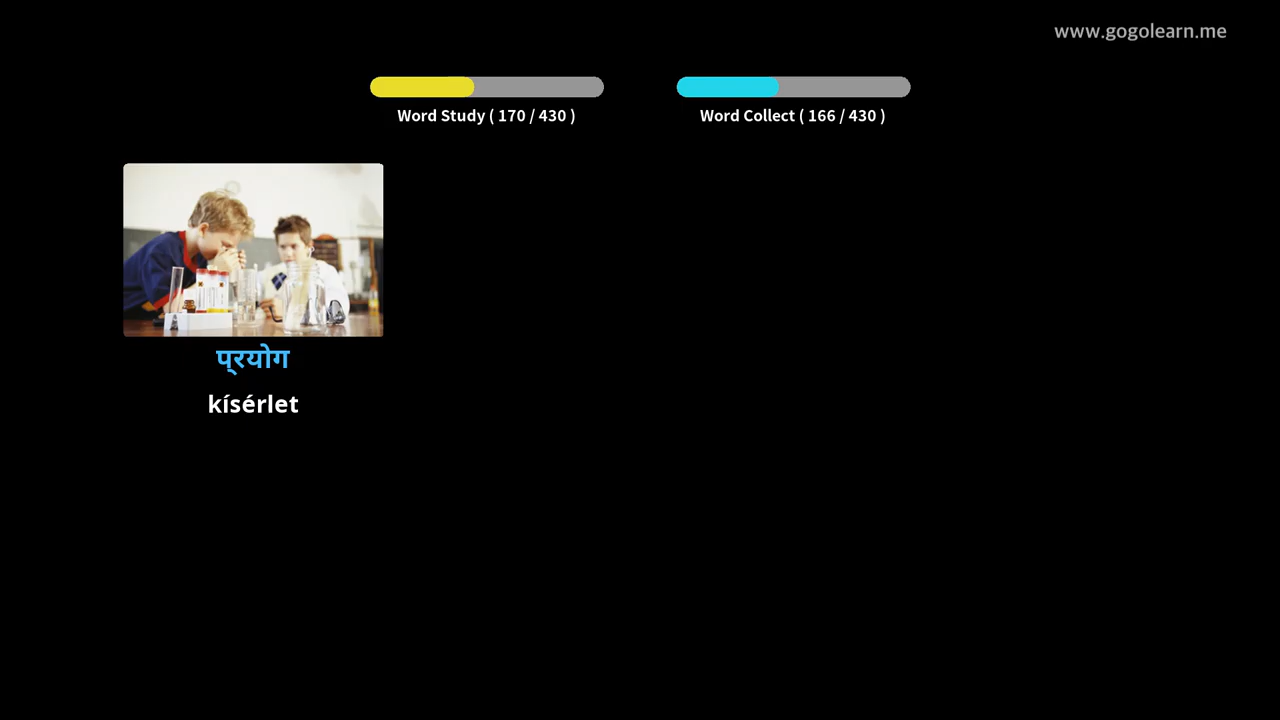 www.gogolearn.me
Word Study ( 170 / 430 )
Word Collect ( 166 / 430 )
प्रयोग
kísérlet